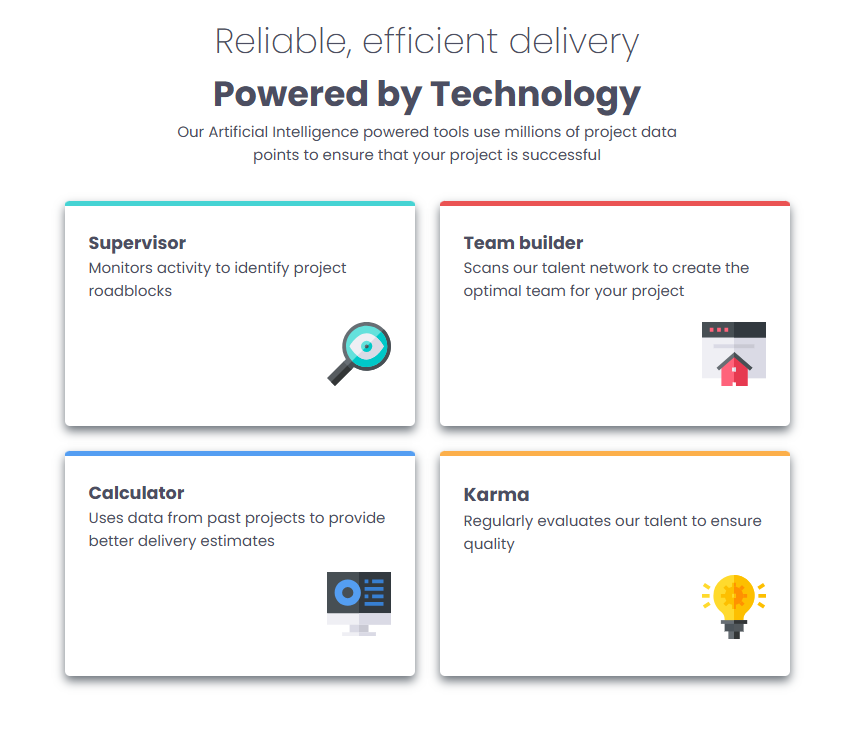 Reliable, efficient delivery
Powered by Technology
Our Artificial Intelligence powered tools use millions of project data
points to ensure that your project is successful
Supervisor
Monitors activity to identify project
roadblocks
Team builder
Scans our talent network to create the
optimal team for your project
Calculator
Uses data from past projects to provide
better delivery estimates
Karma
Regularly evaluates our talent to ensure
quality